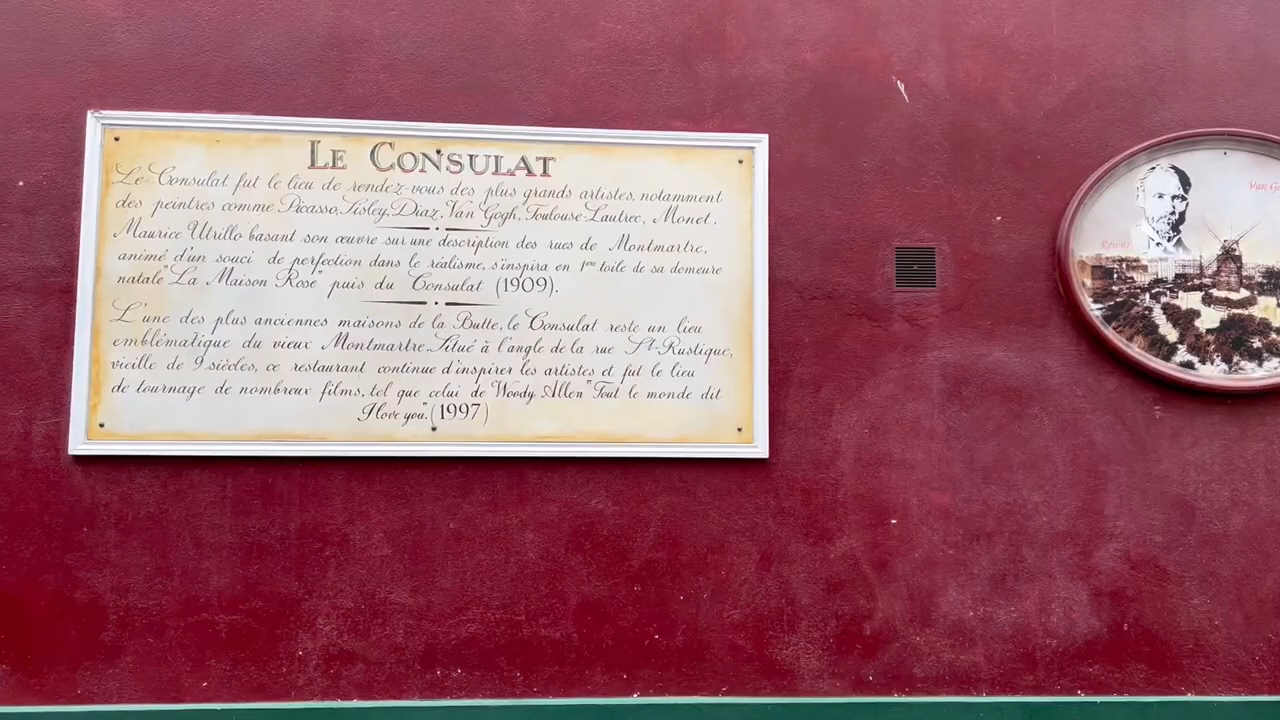 LE CONSULAT
Le Consulat fut le lieu de rendez-vous des plus grands artistes, notamment
des peintres comme Picasso, Sisley, Diaz, Van Gogh, Toulouse-Lautrec, Monet.
Maurice Utrillo basant son œuvre sur une description des rues de Montmartre,
animé d'un souci de perfection dans le réalisme, s'inspira en 1ère toile de sa demeure
natale "La Maison Rose" puis du Consulat (1909).
L'une des plus anciennes maisons de la Butte, le Consulat reste un lieu
emblématique du vieux Montmartre. Situé à l'angle de la rue St-Rustique,
vieille de 9 siècles, ce restaurant continue d'inspirer les artistes et fut le lieu
de tournage de nombreux films, tel que celui de Woody Allen "Tout le monde dit
I love you". (1997)
Van Go
Renoir